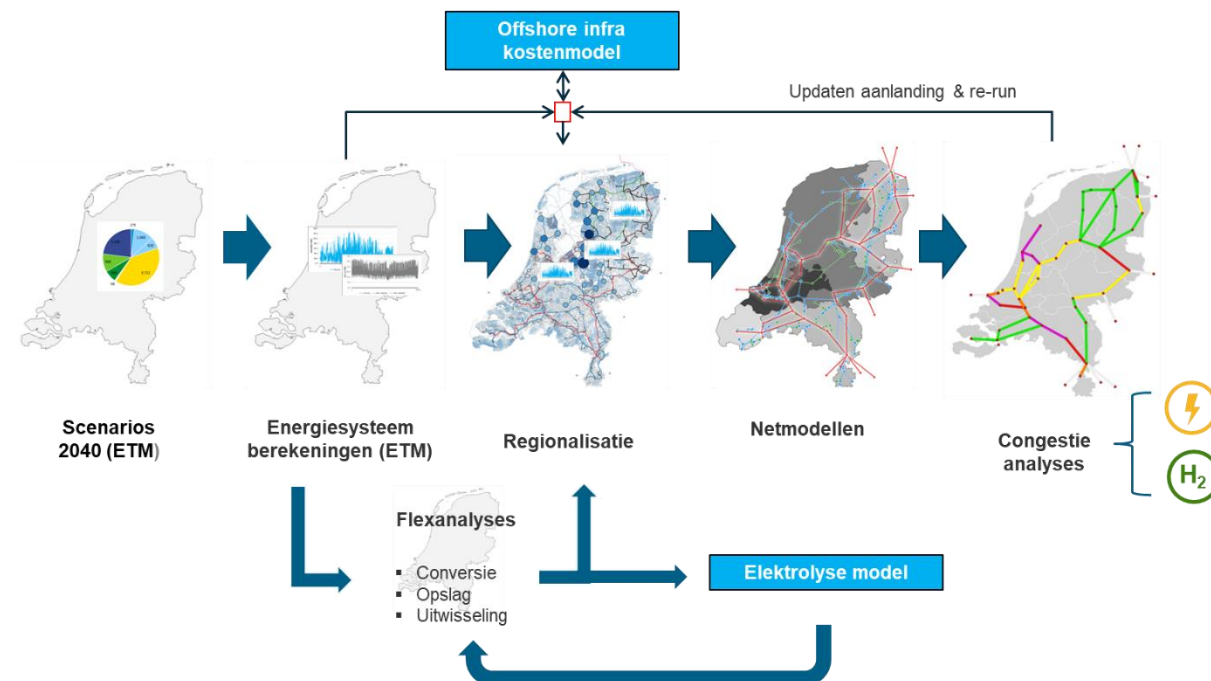 Offshore infra
kostenmodel
Updaten aanlanding & re-run
Scenarios
2040 (ETM)
Energiesysteem
berekeningen (ETM)
Regionalisatie
Netmodellen
Congestie
analyses
H₂
Flexanalyses
▪ Conversie
▪ Opslag
▪ Uitwisseling
Elektrolyse model